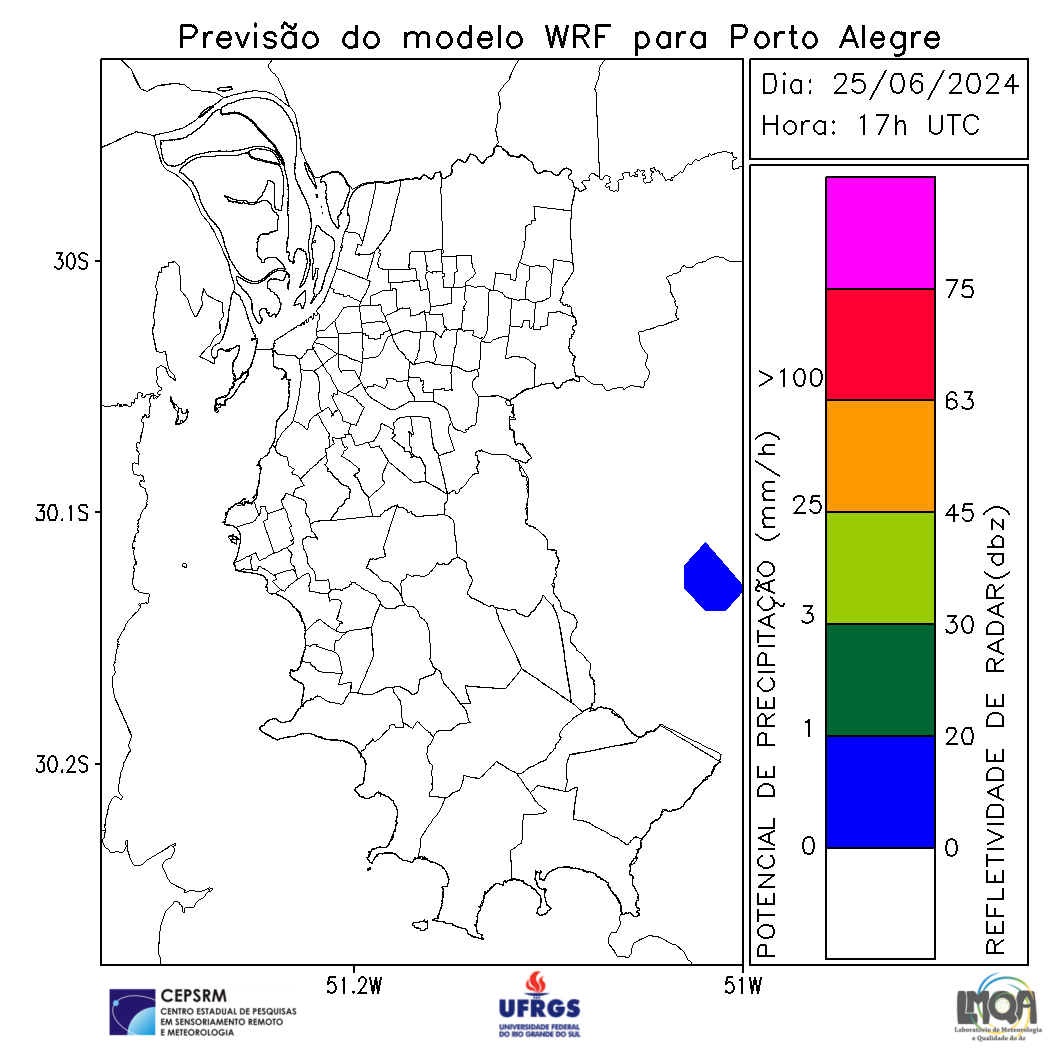 Previsão do modelo WRF para Porto Alegre
Dia: 25/06/2024
Hora: 17h UTC
30S
30.1S
30.2S
51.2W
51W
POTENCIAL DE PRECIPITAÇÃO (mm/h)
>100
25
3
1
0
75
63
45
30
20
0
REFLETIVIDADE DE RADAR(dbz)
CEPSRM
CENTRO ESTADUAL DE PESQUISAS
EM SENSORIAMENTO REMOTO
E METEOROLOGIA
UFRGS
UNIVERSIDADE FEDERAL
DO RIO GRANDE DO SUL
LMQA
Laboratório de Meteorologia
e Qualidade do Ar